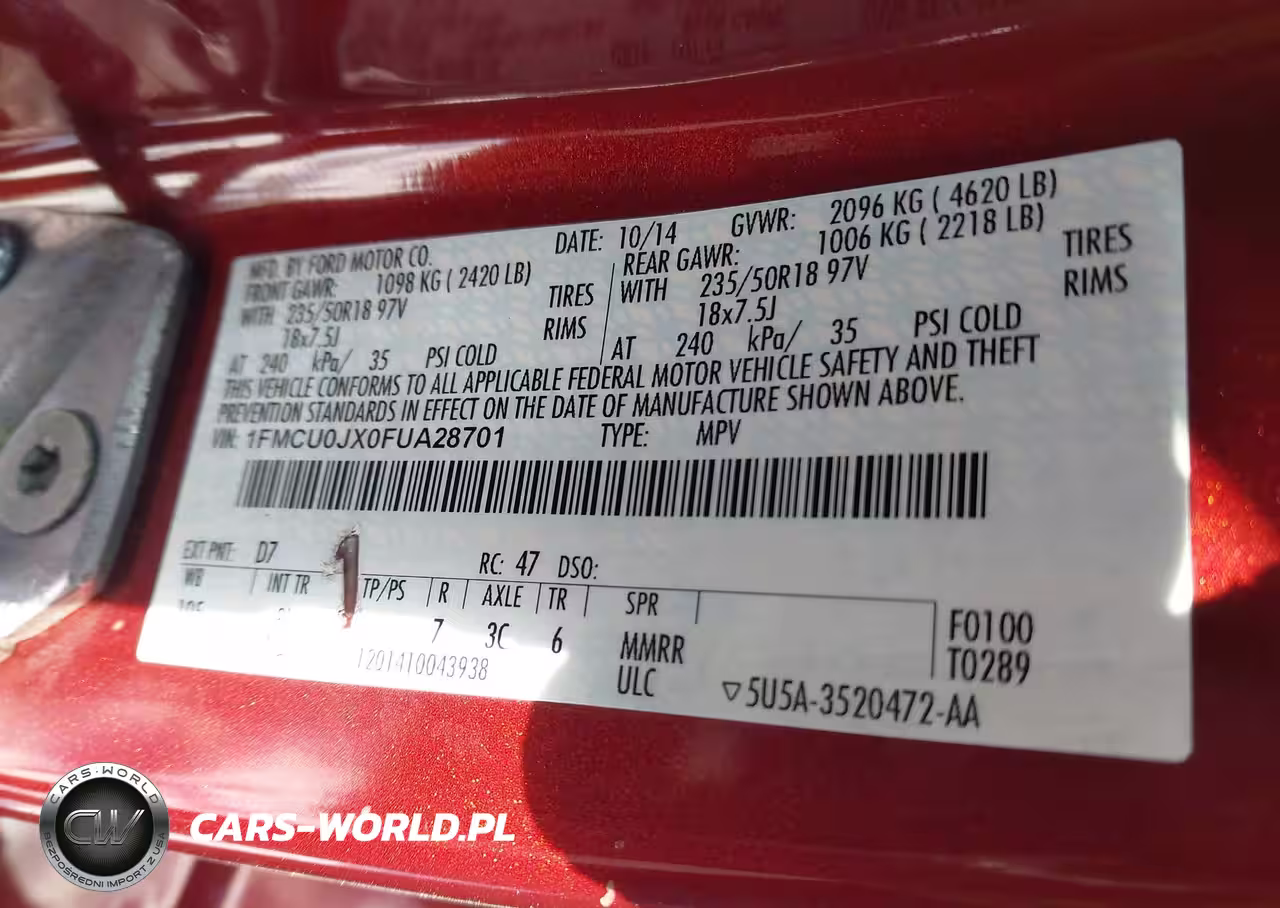 MFD. BY FORD MOTOR CO. DATE: 10/14 GVWR: 2096 KG ( 4620 LB)
FRONT GAWR: 1098 KG ( 2420 LB) REAR GAWR: 1006 KG ( 2218 LB)
WITH 235/50R18 97V TIRES WITH 235/50R18 97V TIRES
18x7.5J RIMS 18x7.5J RIMS
AT 240 kPa/ 35 PSI COLD AT 240 kPa/ 35 PSI COLD
THIS VEHICLE CONFORMS TO ALL APPLICABLE FEDERAL MOTOR VEHICLE SAFETY AND THEFT
PREVENTION STANDARDS IN EFFECT ON THE DATE OF MANUFACTURE SHOWN ABOVE.
VIN: 1FMCU0JX0FUA28701 TYPE: MPV
EXT PNT: D7 RC: 47 DSO:
WB INT TR TP/PS R AXLE TR SPR
7 3C 6 MMRR F0100
1201410043938 ULC T0289
▽5U5A-3520472-AA
CARS-WORLD
CW
BEZPOŚREDNI IMPORT Z USA
CARS-WORLD.PL